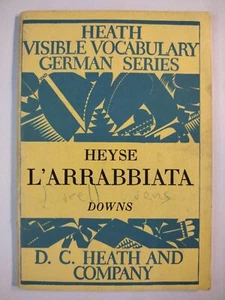 HEATH
VISIBLE VOCABULARY
GERMAN SERIES
HEYSE
L'ARRABBIATA
DOWNS
D. C. HEATH AND
COMPANY